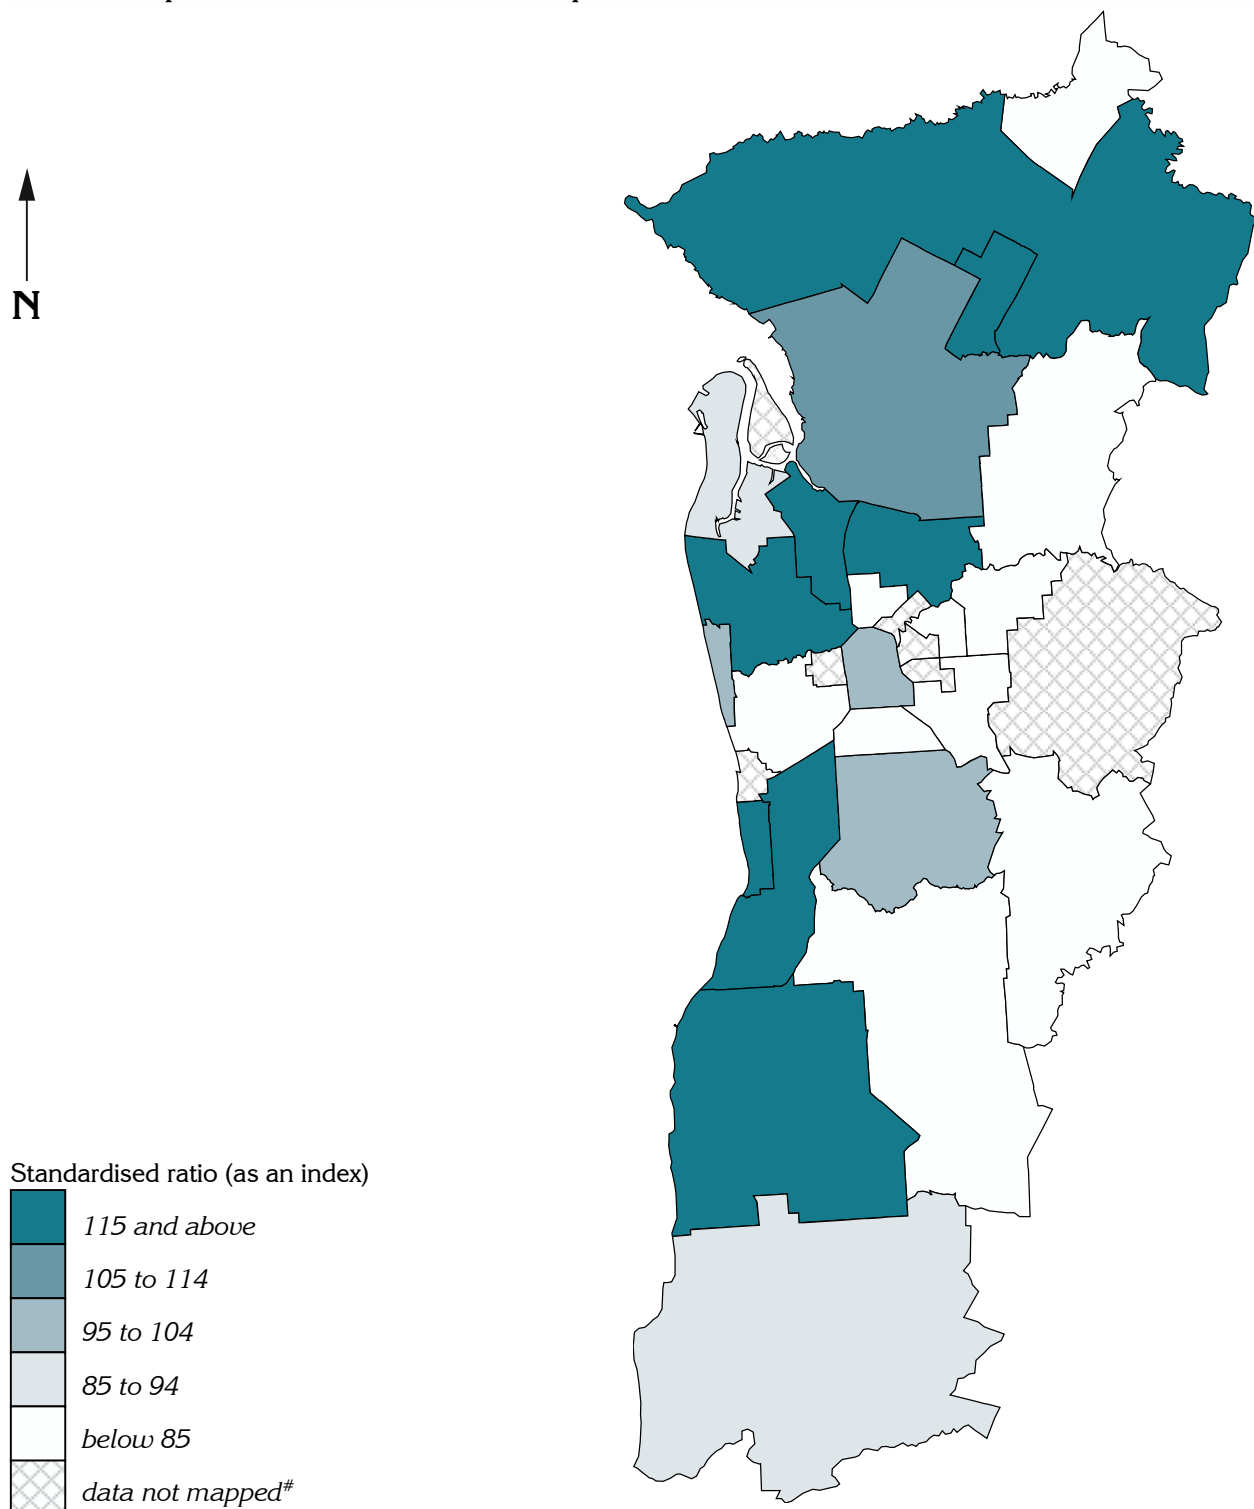 N
Standardised ratio (as an index)
115 and above
105 to 114
95 to 104
85 to 94
below 85
data not mapped#